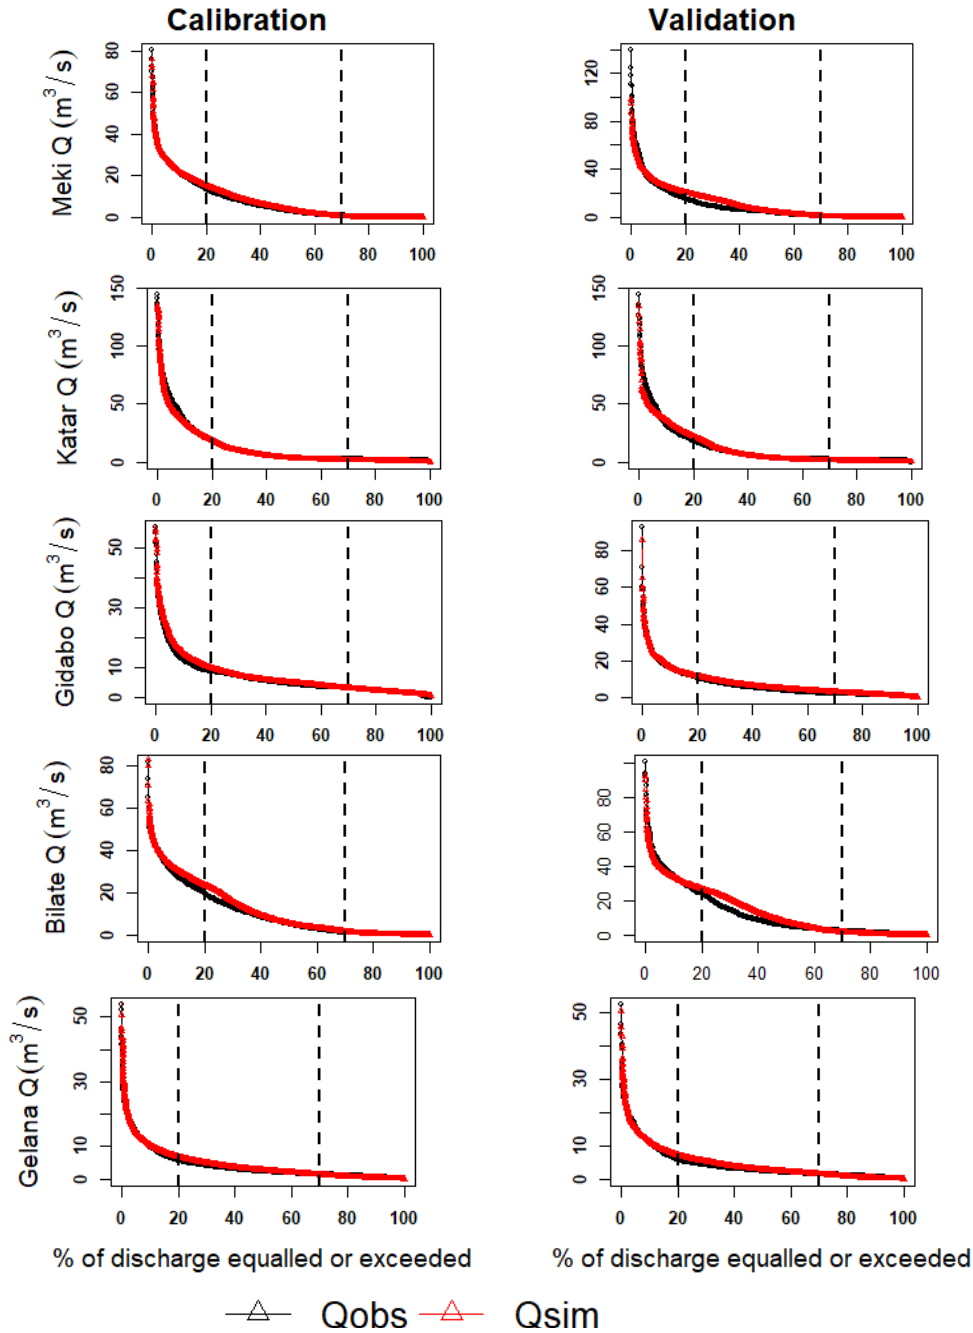 Calibration Validation
Meki Q (m3/s)
80
60
40
20
0
0 20 40 60 80 100
120
80
40
0
0 20 40 60 80 100
Katar Q (m3/s)
150
100
50
0
0 20 40 60 80 100
150
100
50
0
0 20 40 60 80 100
Gidabo Q (m3/s)
50
30
10
0
0 20 40 60 80 100
80
60
40
20
0
0 20 40 60 80 100
Bilate Q (m3/s)
80
60
40
20
0
0 20 40 60 80 100
80
60
40
20
0
0 20 40 60 80 100
Gelana Q (m3/s)
50
30
10
0
0 20 40 60 80 100
50
30
10
0
0 20 40 60 80 100
% of discharge equalled or exceeded % of discharge equalled or exceeded
Qobs Qsim